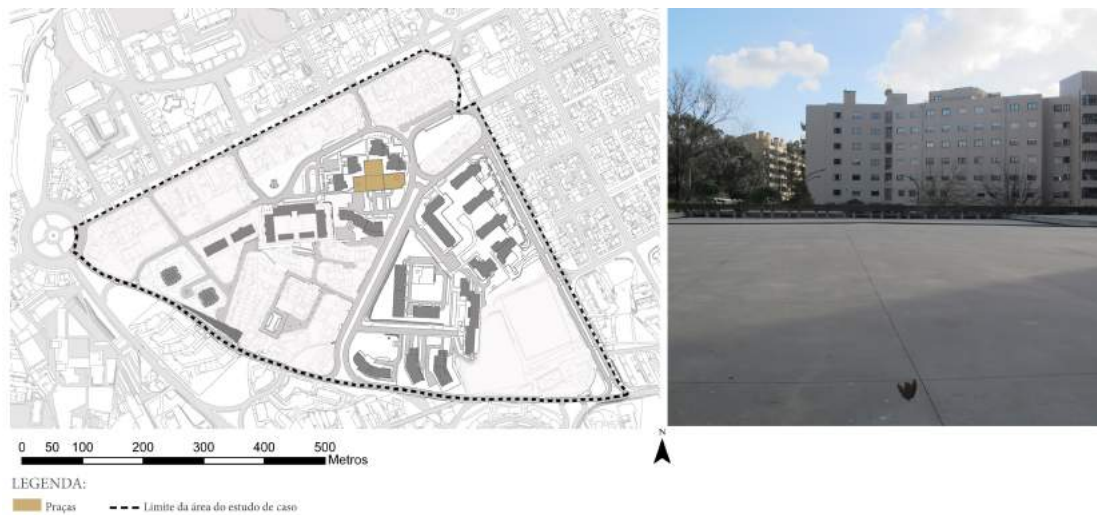 N
0 50 100 200 300 400 500
Metros
LEGENDA:
Praças Limite da área do estudo de caso